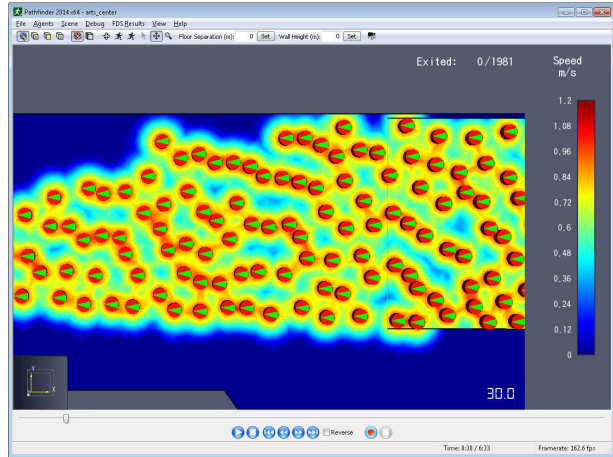 Pathfinder 2014 x64 - arts_center
File Agents Scene Debug FDS Results View Help
Floor Separation (m): 0 Set Wall Height (m): 0 Set
Exited: 0/1981
Speed
m/s
1.2
1.08
0.96
0.84
0.72
0.6
0.48
0.36
0.24
0.12
0
Y
X
30.0
Reverse
Time: 0:30 / 6:33 Framerate: 162.6 fps